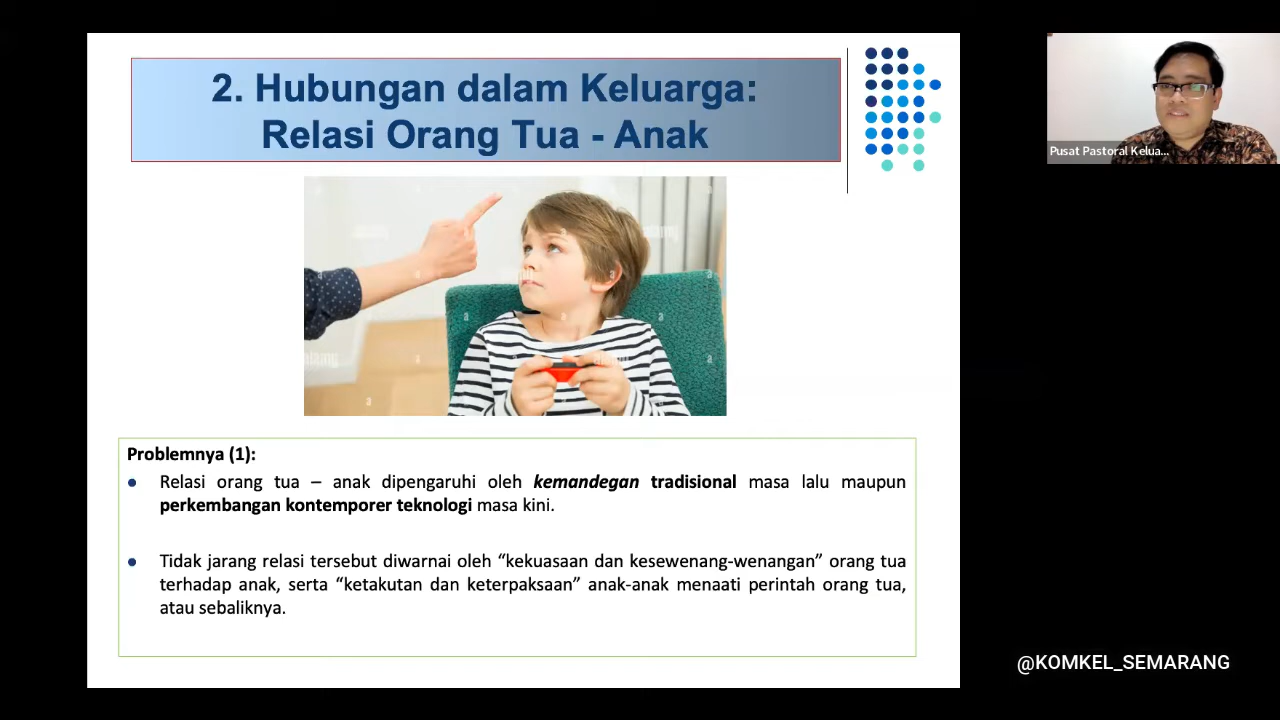 2. Hubungan dalam Keluarga:
Relasi Orang Tua - Anak
Pusat Pastoral Kelua...
Problemnya (1):
Relasi orang tua – anak dipengaruhi oleh kemandegan tradisional masa lalu maupun
perkembangan kontemporer teknologi masa kini.
Tidak jarang relasi tersebut diwarnai oleh “kekuasaan dan kesewenang-wenangan” orang tua
terhadap anak, serta “ketakutan dan keterpaksaan” anak-anak menaati perintah orang tua,
atau sebaliknya.
@KOMKEL_SEMARANG